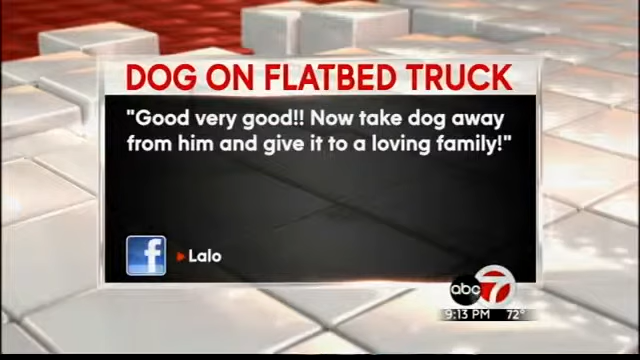 DOG ON FLATBED TRUCK
"Good very good!! Now take dog away
from him and give it to a loving family!"
f
Lalo
abc 7
9:13 PM 72°